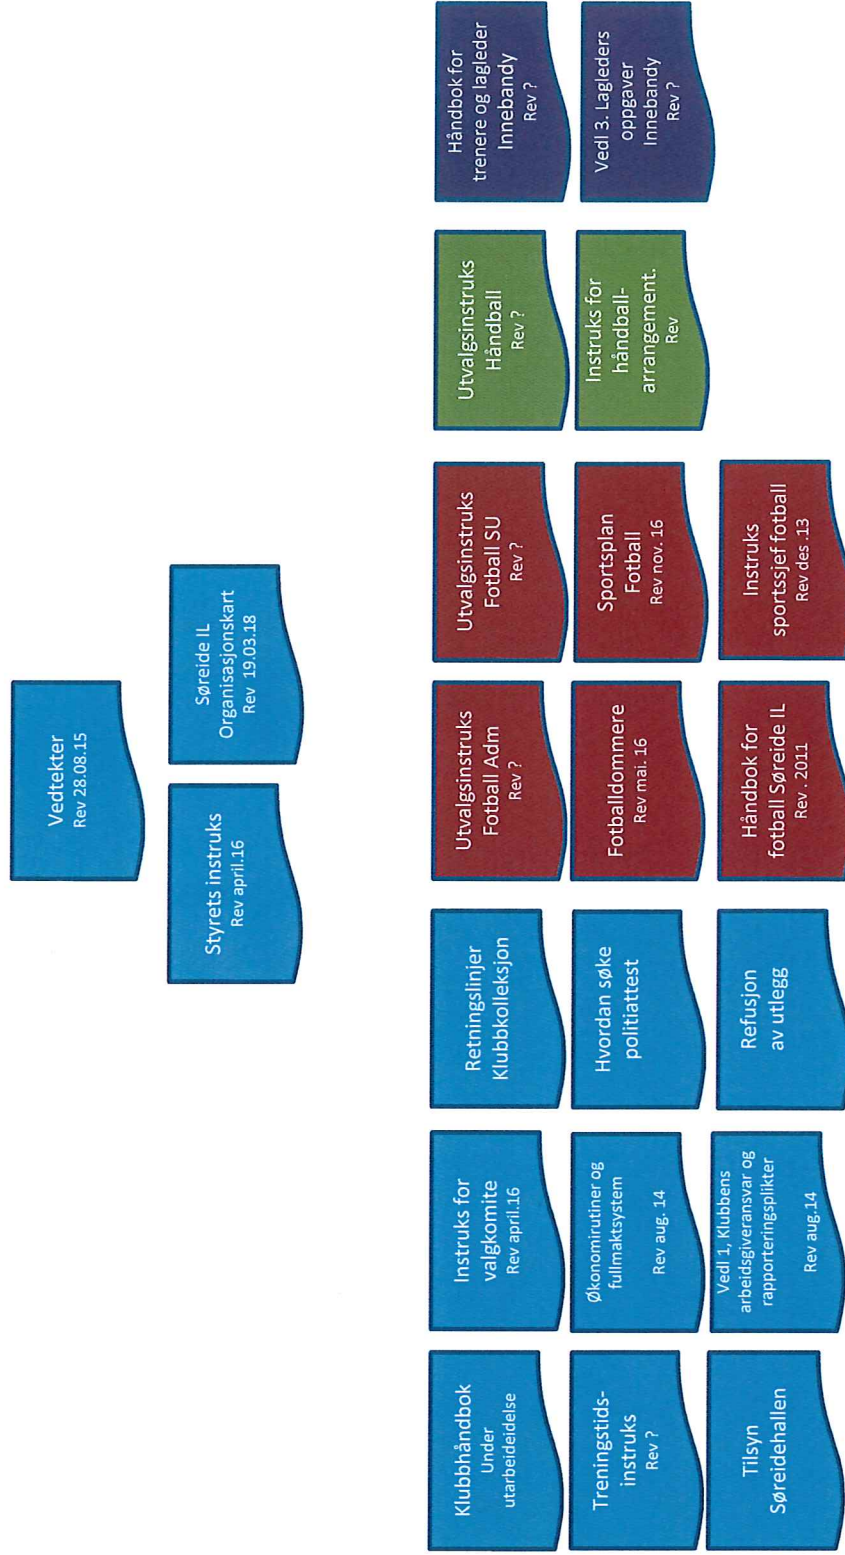 Vedtekter
Rev 28.08.15
Styrets instruks
Rev april.16
Søreide IL
Organisasjonskart
Rev 19.03.18
Klubbhåndbok
Under
utarbeideidelse
Instruks for
valgkomite
Rev april.16
Retningslinjer
Klubbkolleksjon
Utvalgsinstruks
Fotball Adm
Rev ?
Utvalgsinstruks
Fotball SU
Rev ?
Utvalgsinstruks
Håndball
Rev ?
Håndbok for
trenere og lagleder
Innebandy
Rev ?
Treningstids-
instruks
Rev ?
Økonomirutiner og
fullmaktsystem
Rev aug. 14
Hvordan søke
politiattest
Fotballdommere
Rev mai. 16
Sportsplan
Fotball
Rev nov. 16
Instruks for
håndball-
arrangement.
Rev
Vedl 3. Lagleders
oppgaver
Innebandy
Rev ?
Tilsyn
Søreidehallen
Vedl 1, Klubbens
arbeidsgiveransvar og
rapporteringsplikter
Rev aug.14
Refusjon
av utlegg
Håndbok for
fotball Søreide IL
Rev . 2011
Instruks
sportssjef fotball
Rev des .13